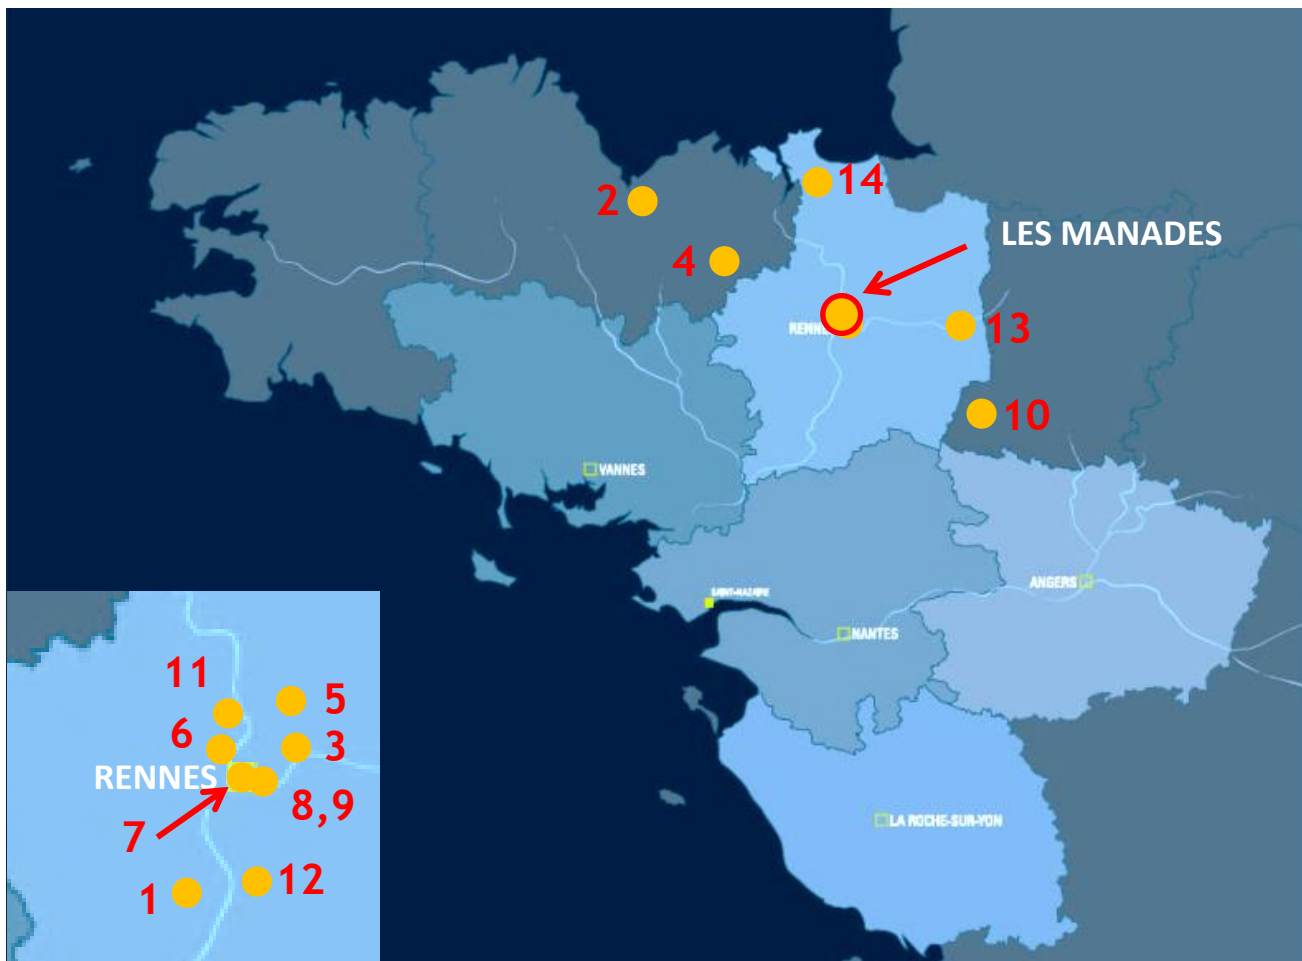 14
2
LES MANADES
4
RENNES
13
10
VANNES
ANGERS
SAINT-NAZAIRE
NANTES
11
5
6
3
RENNES
8,9
7
LA ROCHE-SUR-YON
12
1